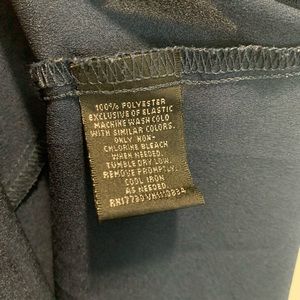 100% POLYESTER
EXCLUSIVE OF ELASTIC
MACHINE WASH COLD
WITH SIMILAR COLORS.
ONLY NON-
CHLORINE BLEACH
WHEN NEEDED.
TUMBLE DRY LOW.
REMOVE PROMPTLY.
COOL IRON
AS NEEDED.